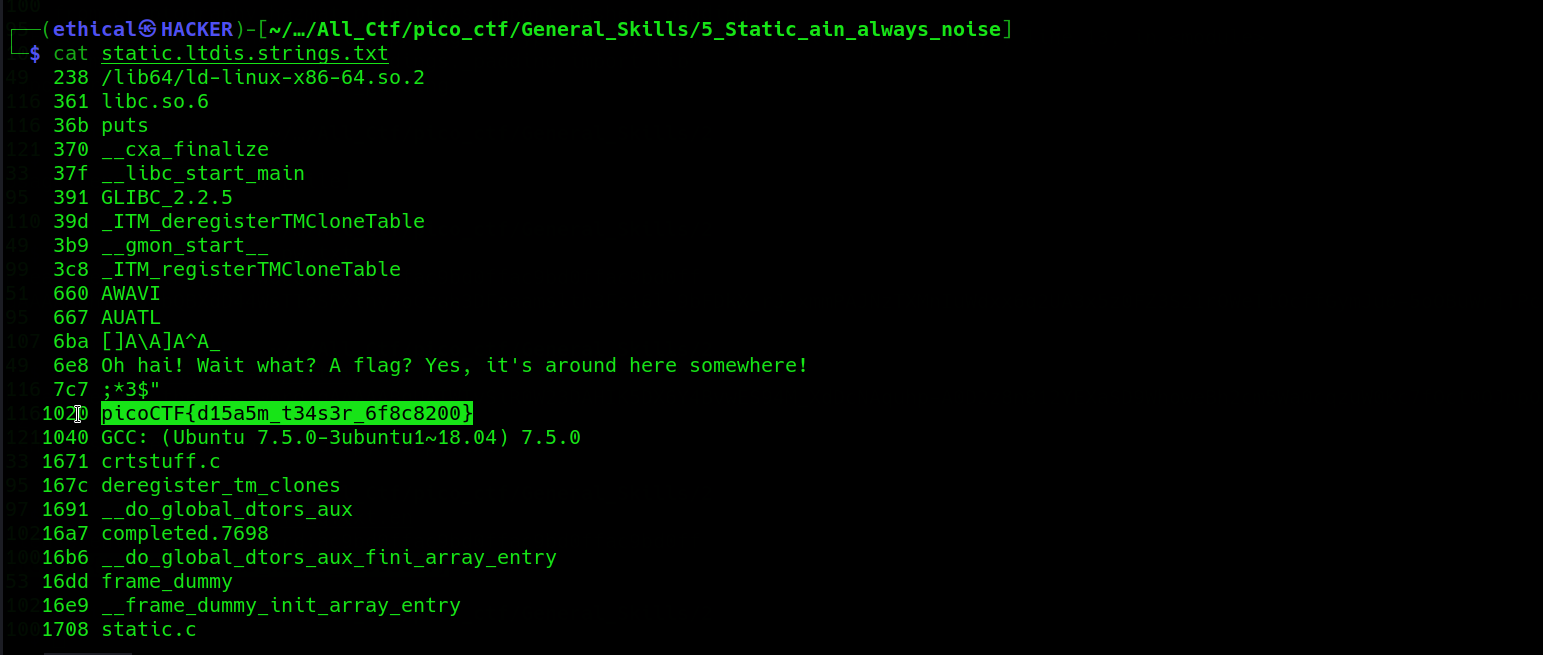 ┌──(ethical㉿HACKER)-[~/…/All_Ctf/pico_ctf/General_Skills/5_Static_ain_always_noise]
└─$ cat static.ltdis.strings.txt
238 /lib64/ld-linux-x86-64.so.2
361 libc.so.6
36b puts
370 __cxa_finalize
37f __libc_start_main
391 GLIBC_2.2.5
39d _ITM_deregisterTMCloneTable
3b9 __gmon_start__
3c8 _ITM_registerTMCloneTable
660 AWAVI
667 AUATL
6ba []A\A]A^A_
6e8 Oh hai! Wait what? A flag? Yes, it's around here somewhere!
7c7 ;*3$"
1020 picoCTF{d15a5m_t34s3r_6f8c8200}
1040 GCC: (Ubuntu 7.5.0-3ubuntu1~18.04) 7.5.0
1671 crtstuff.c
167c deregister_tm_clones
1691 __do_global_dtors_aux
16a7 completed.7698
16b6 __do_global_dtors_aux_fini_array_entry
16dd frame_dummy
16e9 __frame_dummy_init_array_entry
1708 static.c